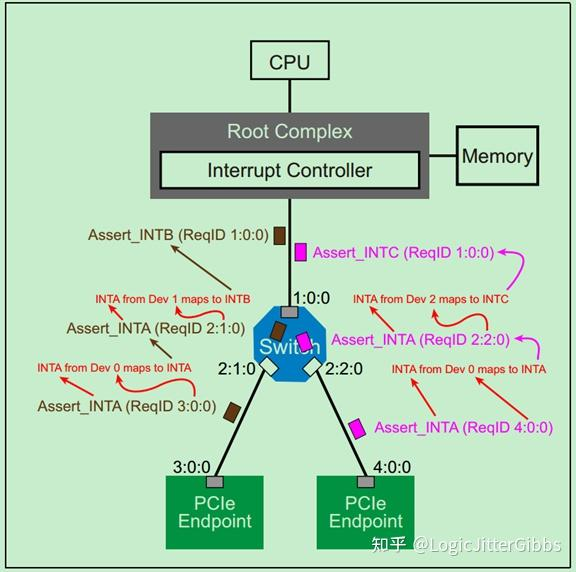 CPU
Root Complex
Interrupt Controller
Memory
Assert_INTB (ReqID 1:0:0)
Assert_INTC (ReqID 1:0:0)
INTA from Dev 1 maps to INTB
1:0:0
INTA from Dev 2 maps to INTC
Assert_INTA (ReqID 2:1:0)
Switch
Assert_INTA (ReqID 2:2:0)
INTA from Dev 0 maps to INTA
2:1:0
2:2:0
INTA from Dev 0 maps to INTA
Assert_INTA (ReqID 3:0:0)
Assert_INTA (ReqID 4:0:0)
3:0:0
4:0:0
PCIe
Endpoint
PCIe
Endpoint
知乎 @LogicJitterGibbs